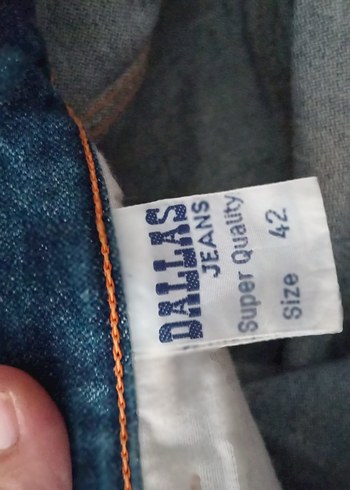 DALLAS
JEANS
Super Quality
Size 42